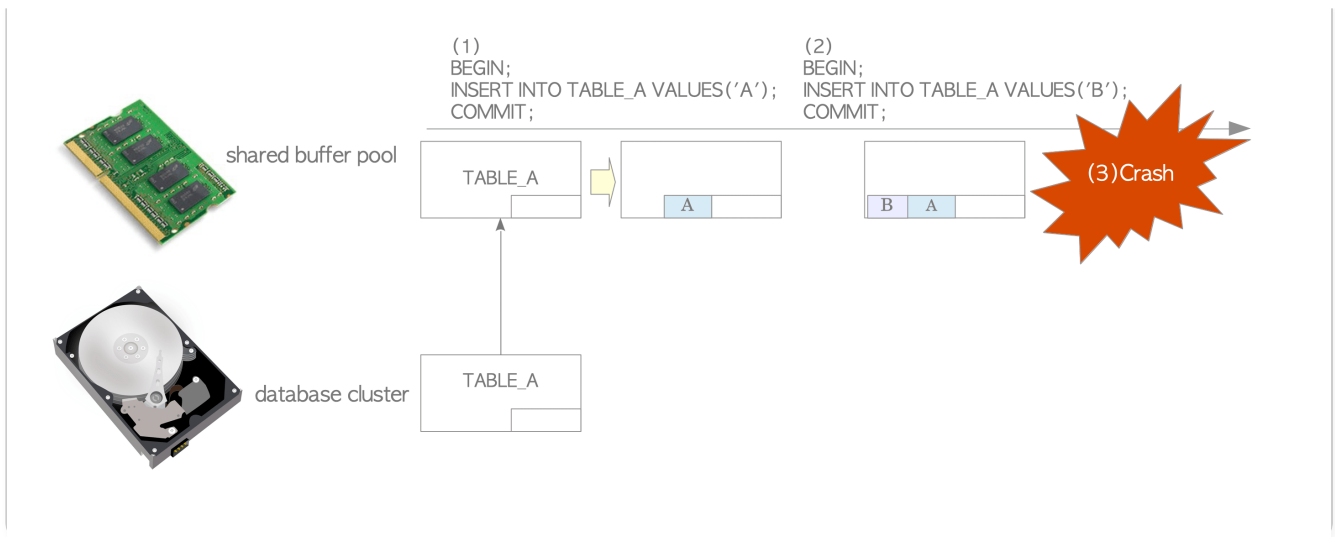 (1)
BEGIN;
INSERT INTO TABLE_A VALUES('A');
COMMIT;
(2)
BEGIN;
INSERT INTO TABLE_A VALUES('B');
COMMIT;
shared buffer pool
TABLE_A
A
B A
(3)Crash
database cluster
TABLE_A